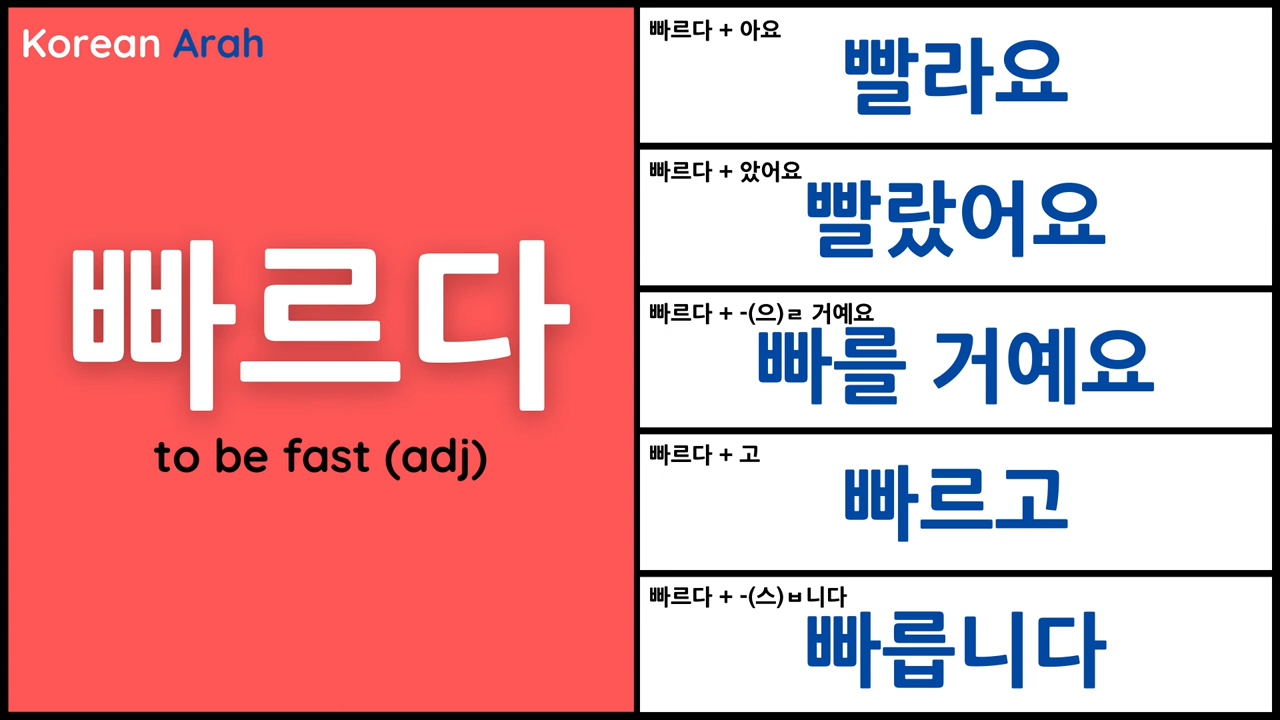 Korean Arah
빠르다
to be fast (adj)
빠르다 + 아요
빨라요
빠르다 + 았어요
빨랐어요
빠르다 + -(으)ㄹ 거예요
빠를 거예요
빠르다 + 고
빠르고
빠르다 + -(스)ㅂ니다
빠릅니다